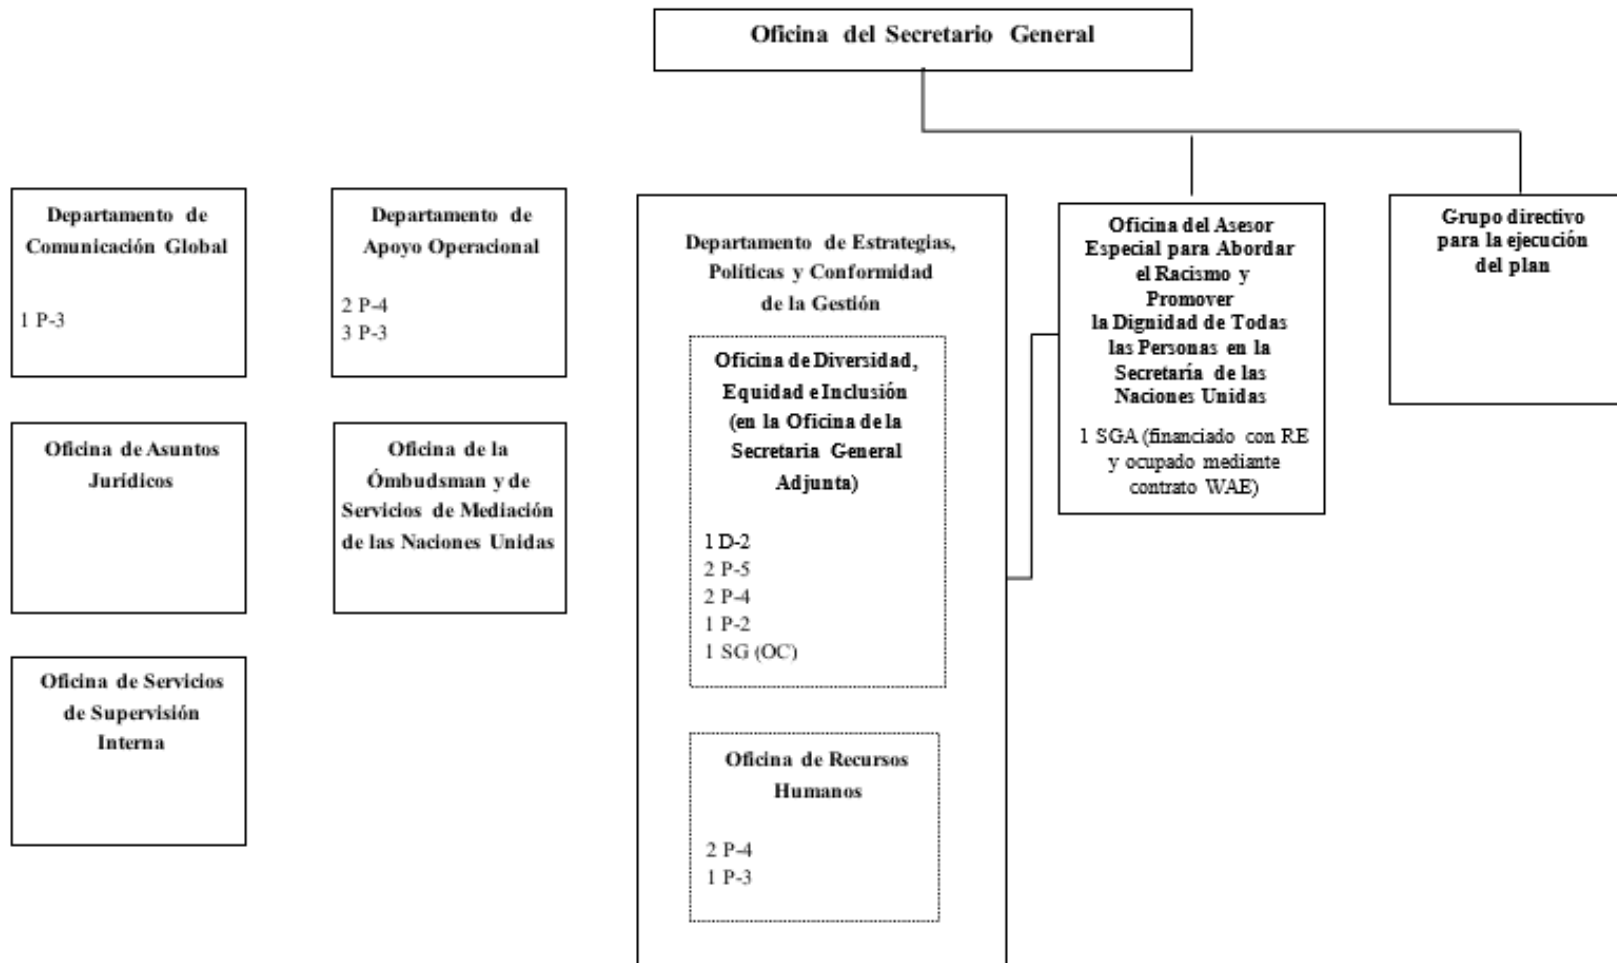 Oficina del Secretario General
Departamento de
Comunicación Global
1 P-3
Departamento de
Apoyo Operacional
2 P-4
3 P-3
Departamento de Estrategias,
Políticas y Conformidad
de la Gestión
Oficina de Diversidad,
Equidad e Inclusión
(en la Oficina de la
Secretaria General
Adjunta)
1 D-2
2 P-5
2 P-4
1 P-2
1 SG (OC)
Oficina de Recursos
Humanos
2 P-4
1 P-3
Oficina del Asesor
Especial para Abordar
el Racismo y
Promover
la Dignidad de Todas
las Personas en la
Secretaría de las
Naciones Unidas
1 SGA (financiado con RE
y ocupado mediante
contrato WAE)
Grupo directivo
para la ejecución
del plan
Oficina de Asuntos
Jurídicos
Oficina de la
Ómbudsman y de
Servicios de Mediación
de las Naciones Unidas
Oficina de Servicios
de Supervisión
Interna